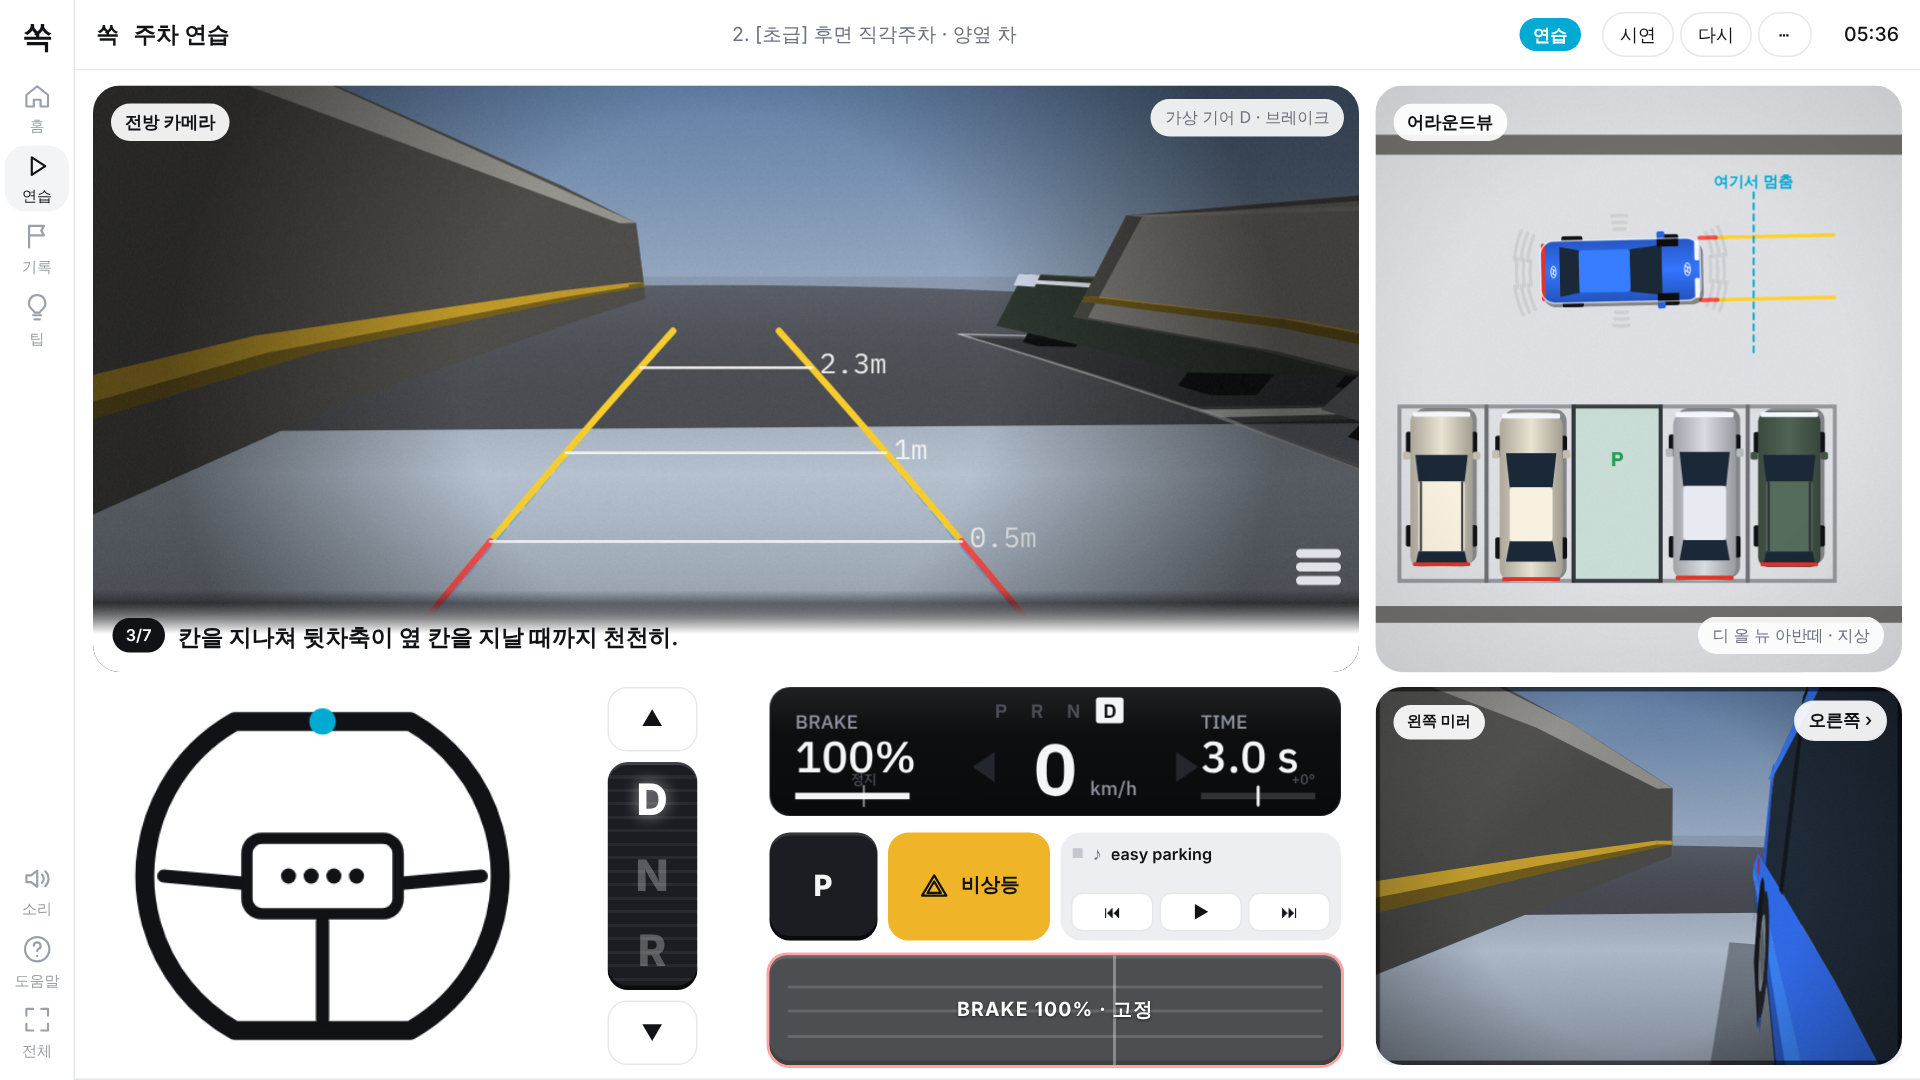 쏙
쏙 주차 연습
2. [초급] 후면 직각주차 · 양옆 차
연습
시연
다시
···
05:36
홈
연습
기록
팁
소리
도움말
전체
전방 카메라
가상 기어 D · 브레이크
2.3m
1m
0.5m
3/7
칸을 지나쳐 뒷차축이 옆 칸을 지날 때까지 천천히.
어라운드뷰
여기서 멈춤
P
디 올 뉴 아반떼 · 지상
D
N
R
P R N D
BRAKE
100%
정지
0 km/h
TIME
3.0 s
+0°
P
비상등
♪ easy parking
BRAKE 100% · 고정
왼쪽 미러
오른쪽 ›